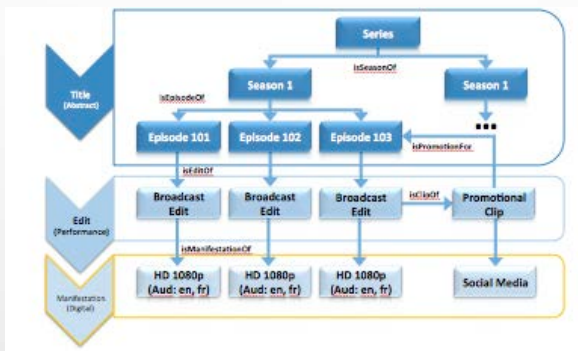 Series
isSeasonOf
Title
(Abstract)
Season 1
Season 1
isEpisodeOf
...
Episode 101
Episode 102
Episode 103
isPromotionFor
isEditOf
Edit
(Performance)
Broadcast
Edit
Broadcast
Edit
Broadcast
Edit
isClipOf
Promotional
Clip
isManifestationOf
Manifestation
(Digital)
HD 1080p
(Aud: en, fr)
HD 1080p
(Aud: en, fr)
HD 1080p
(Aud: en, fr)
Social Media